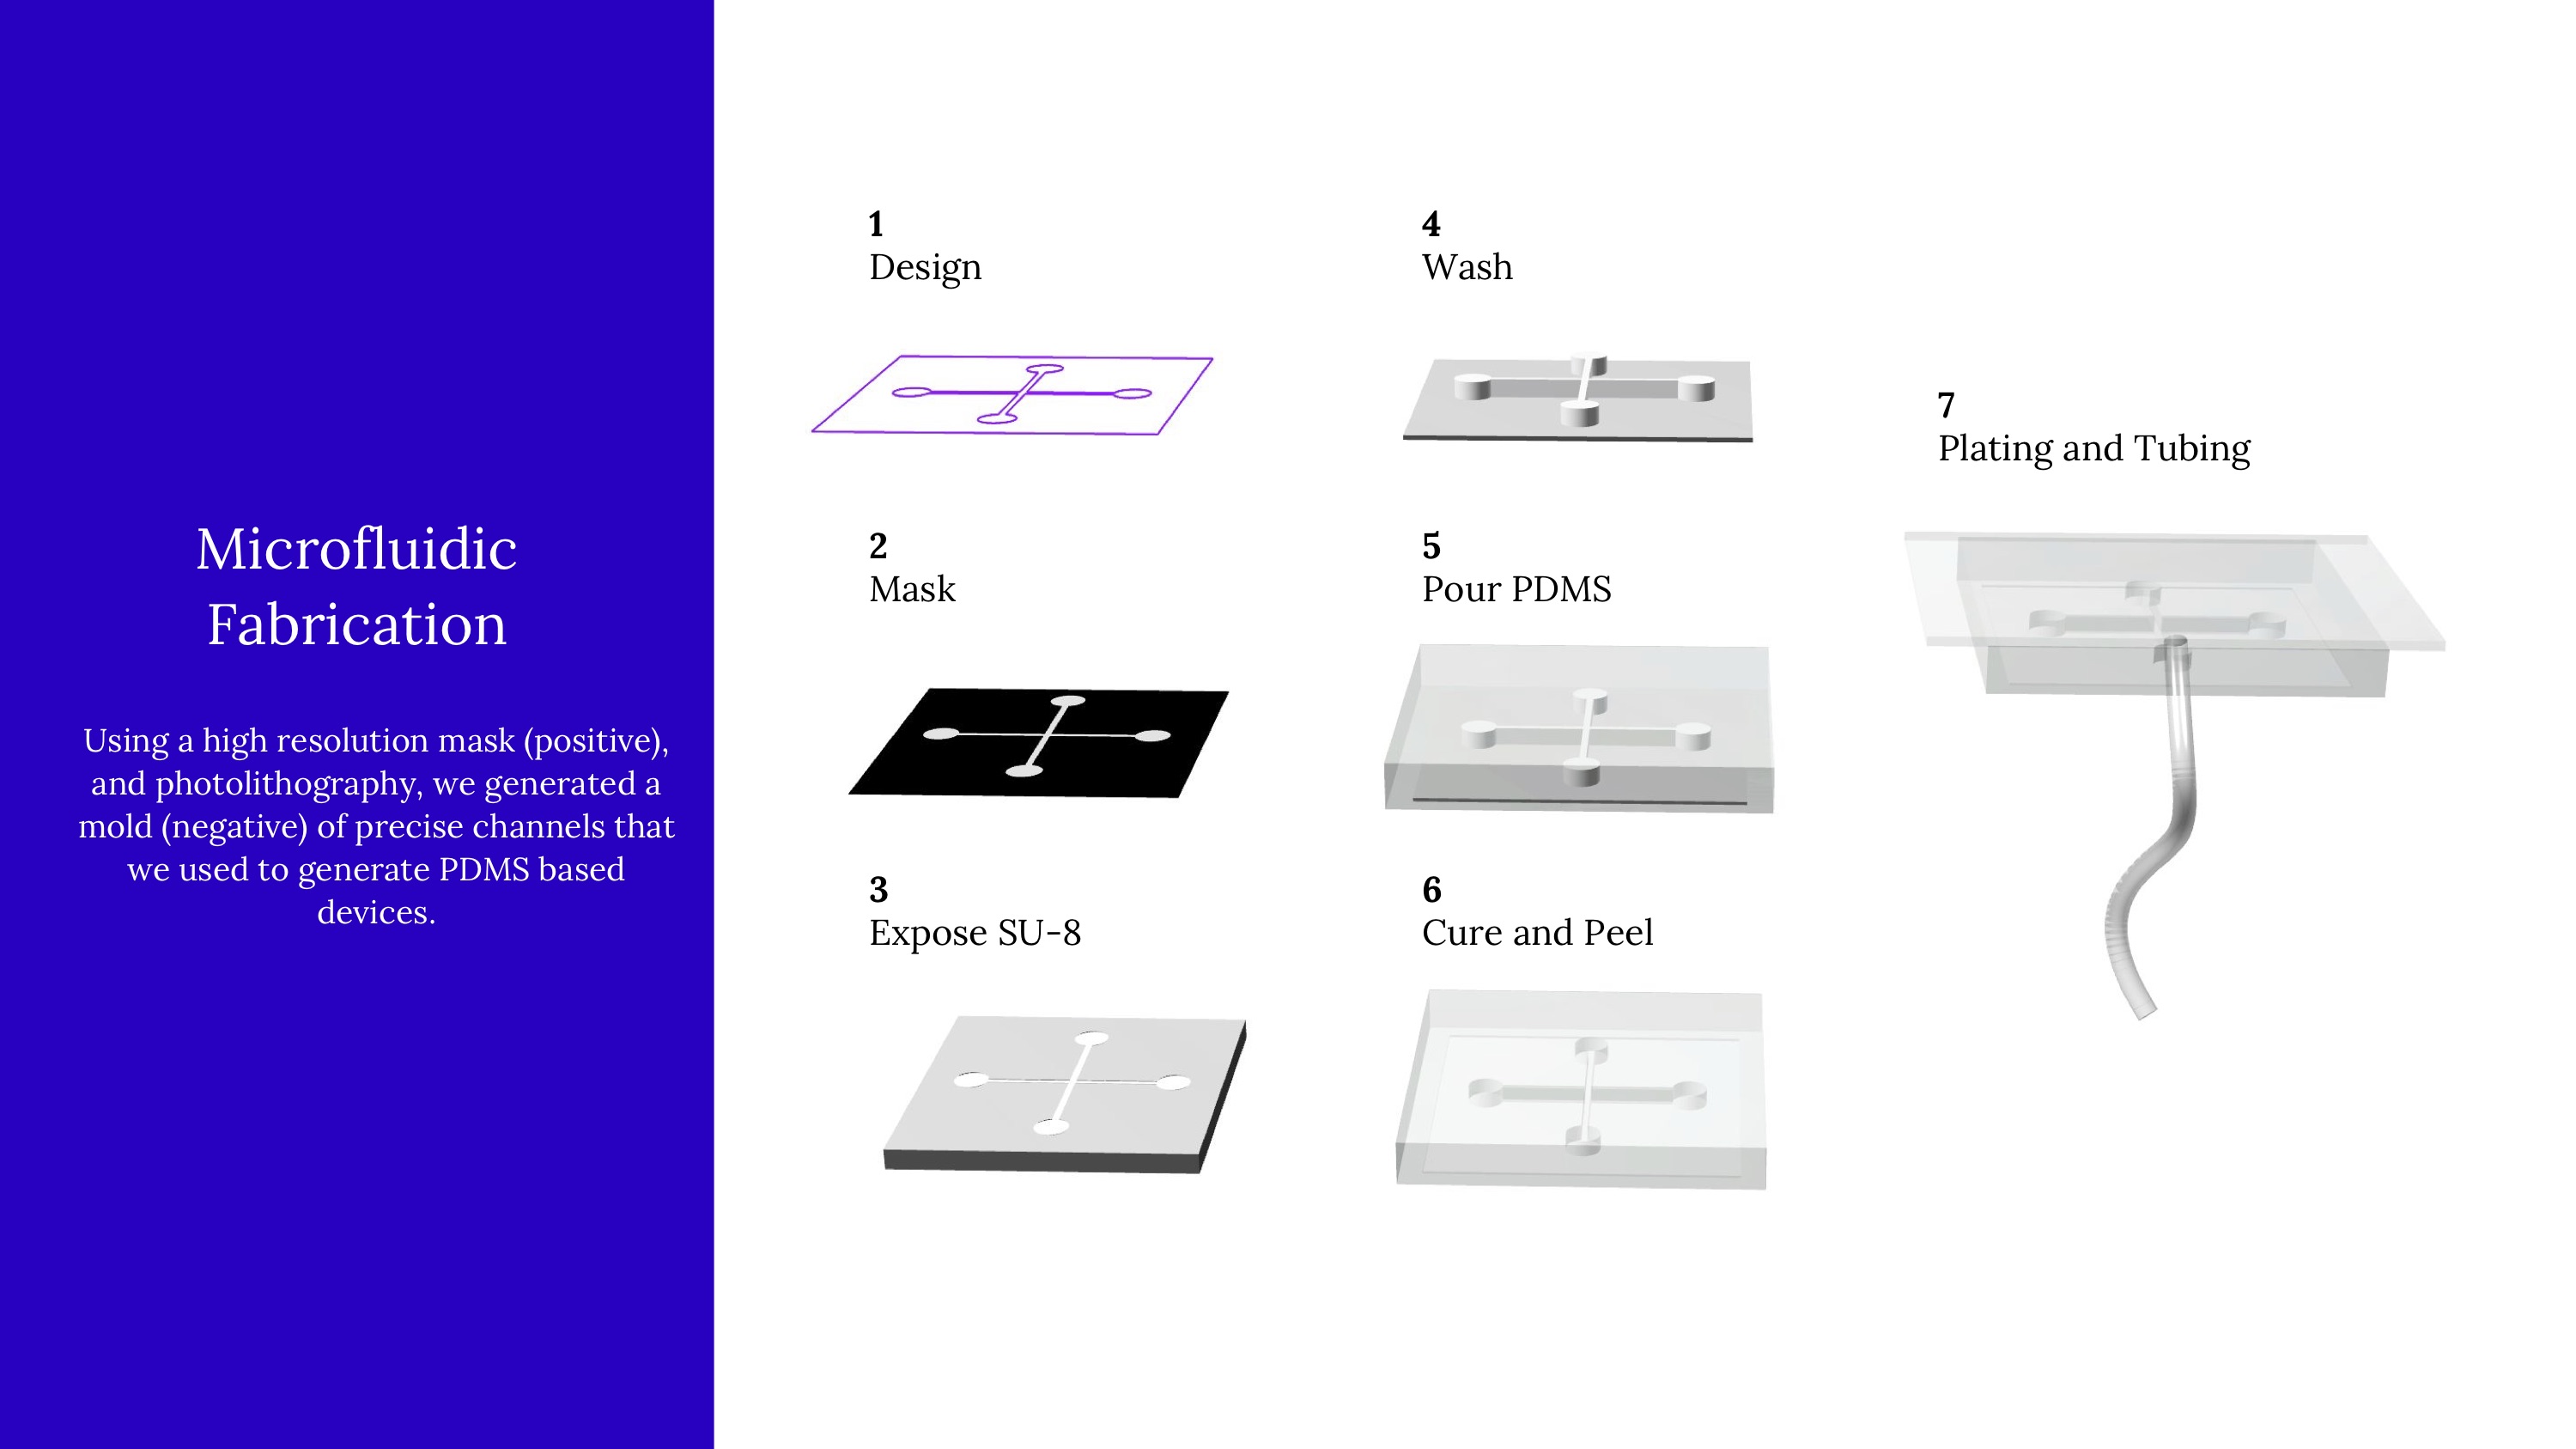 Microfluidic
Fabrication
Using a high resolution mask (positive),
and photolithography, we generated a
mold (negative) of precise channels that
we used to generate PDMS based
devices.
1
Design
2
Mask
3
Expose SU-8
4
Wash
5
Pour PDMS
6
Cure and Peel
7
Plating and Tubing